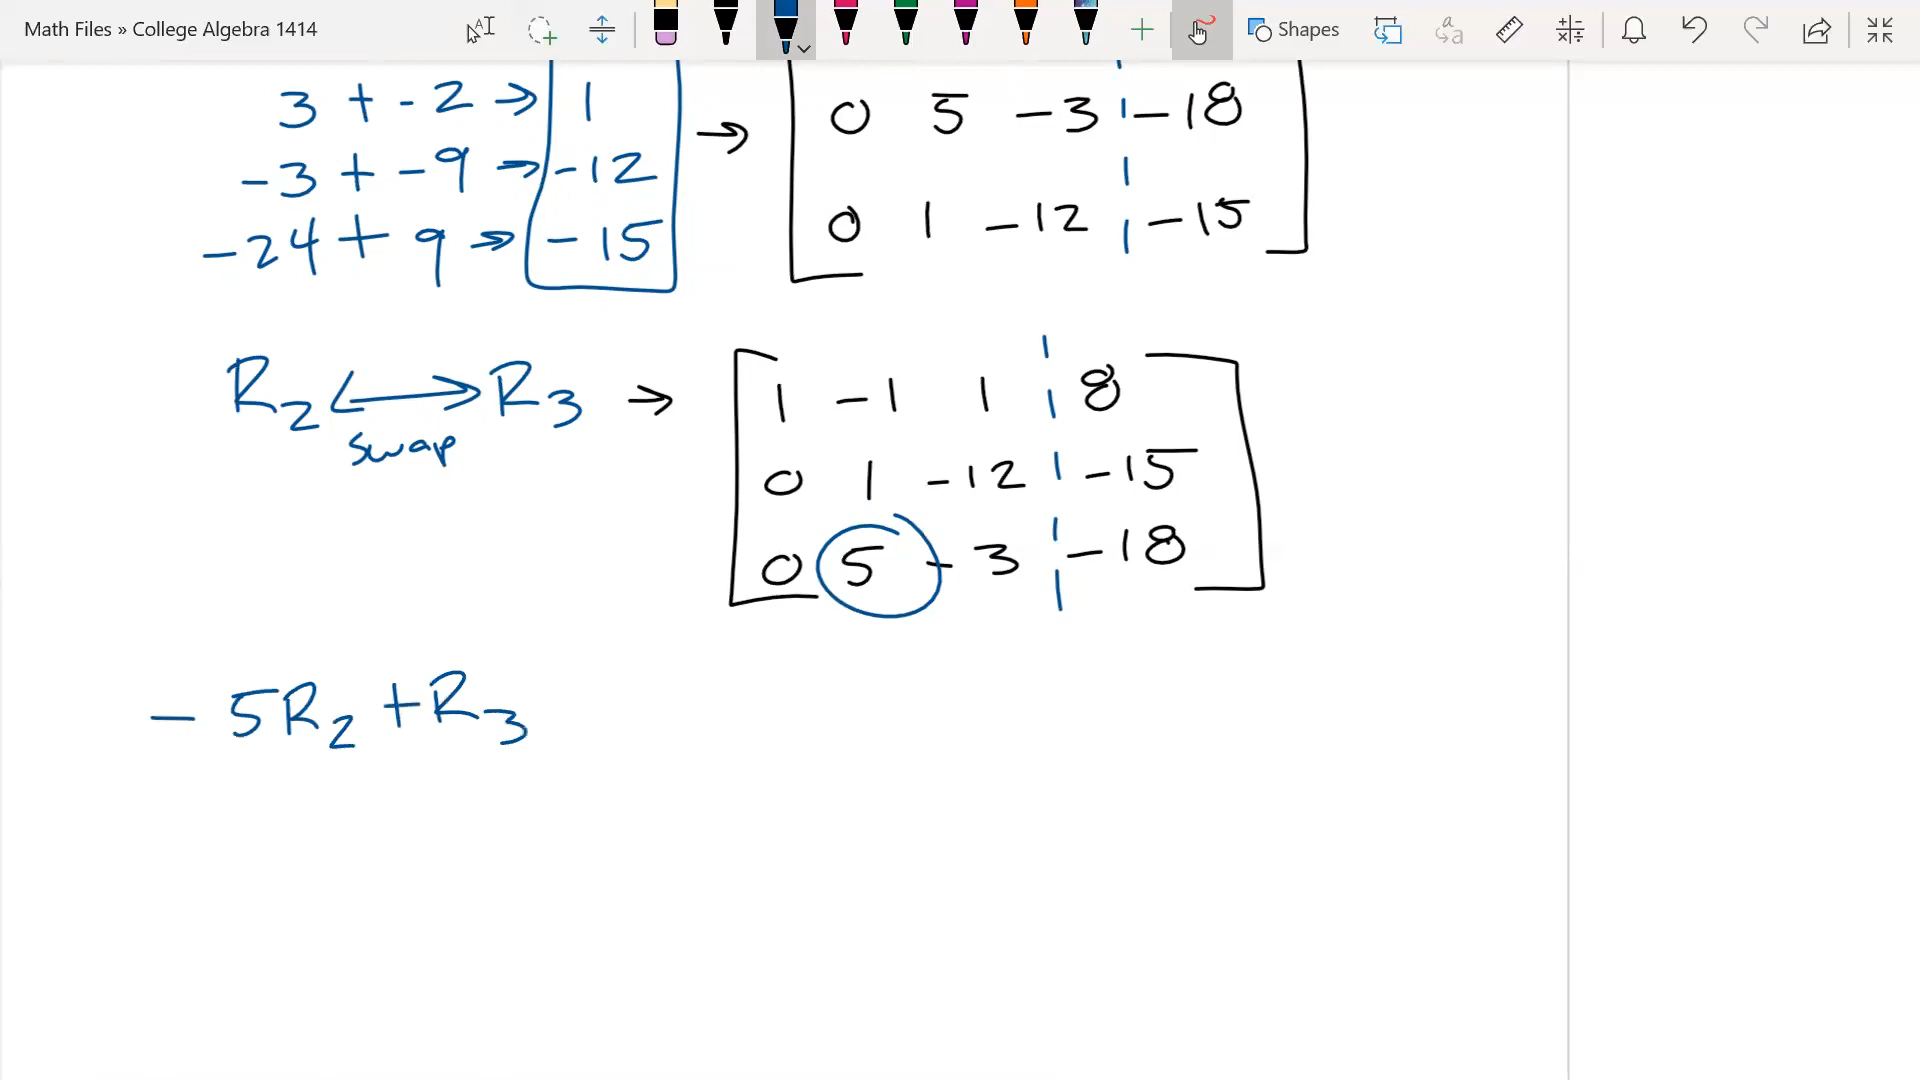 Math Files » College Algebra 1414
Shapes
3 + -2 → 1
-3 + -9 → -12
-24 + 9 → -15
→
0 5 -3 -18
0 1 -12 -15
R2 ↔ R3 →
swap
1 -1 1 8
0 1 -12 -15
0 5 -3 -18
-5R2 + R3